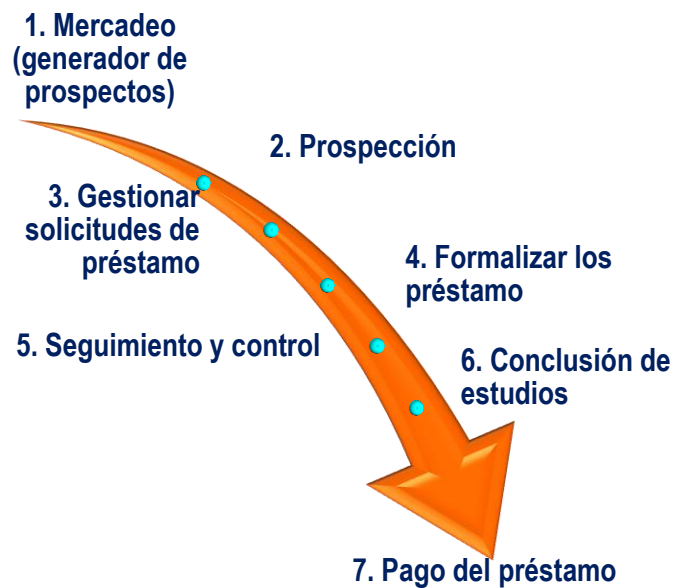 1. Mercadeo
(generador de
prospectos)
2. Prospección
3. Gestionar
solicitudes de
préstamo
4. Formalizar los
préstamo
5. Seguimiento y control
6. Conclusión de
estudios
7. Pago del préstamo